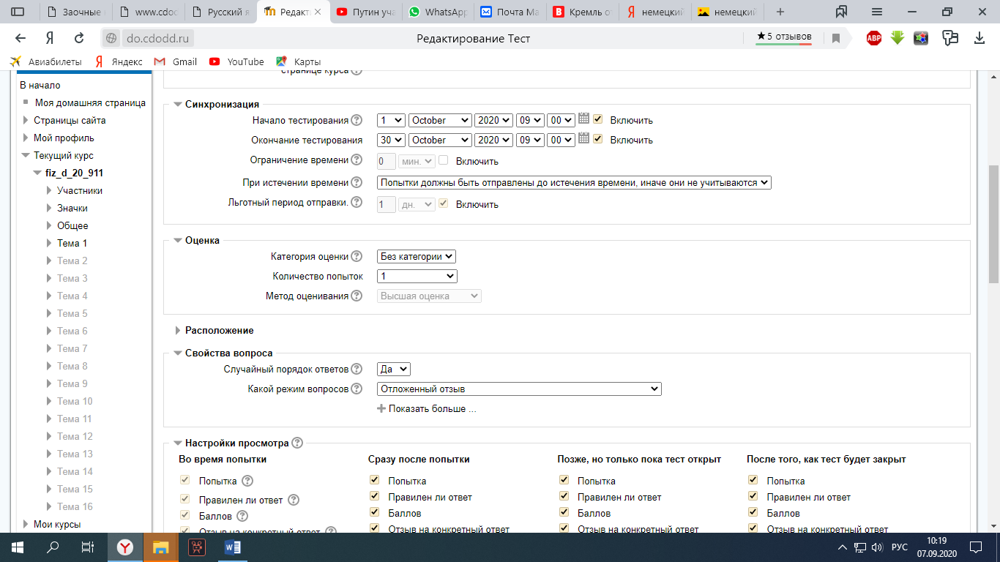 Заочные
www.cdoc
Русский я
Редакти
Путин уча
WhatsApp
Почта Ma
Кремль о
немецкий
немецкий
do.cdodd.ru
Редактирование Тест
★5 отзывов
ABP
Авиабилеты
Яндекс
Gmail
YouTube
Карты
странице курса
В начало
Моя домашняя страница
Страницы сайта
Мой профиль
Текущий курс
fiz_d_20_911
Участники
Значки
Общее
Тема 1
Тема 2
Тема 3
Тема 4
Тема 5
Тема 6
Тема 7
Тема 8
Тема 9
Тема 10
Тема 11
Тема 12
Тема 13
Тема 14
Тема 15
Тема 16
Мои курсы
Синхронизация
Начало тестирования 1 October 2020 09 00 Включить
Окончание тестирования 30 October 2020 09 00 Включить
Ограничение времени 0 мин. Включить
При истечении времени Попытки должны быть отправлены до истечения времени, иначе они не учитываются
Льготный период отправки. 1 дн. Включить
Оценка
Категория оценки Без категории
Количество попыток 1
Метод оценивания Высшая оценка
Расположение
Свойства вопроса
Случайный порядок ответов Да
Какой режим вопросов Отложенный отзыв
Показать больше ...
Настройки просмотра
Во время попытки
Попытка
Правилен ли ответ
Баллов
Отзыв на конкретный ответ
Сразу после попытки
Попытка
Правилен ли ответ
Баллов
Отзыв на конкретный ответ
Позже, но только пока тест открыт
Попытка
Правилен ли ответ
Баллов
Отзыв на конкретный ответ
После того, как тест будет закрыт
Попытка
Правилен ли ответ
Баллов
Отзыв на конкретный ответ
РУС
10:19
07.09.2020